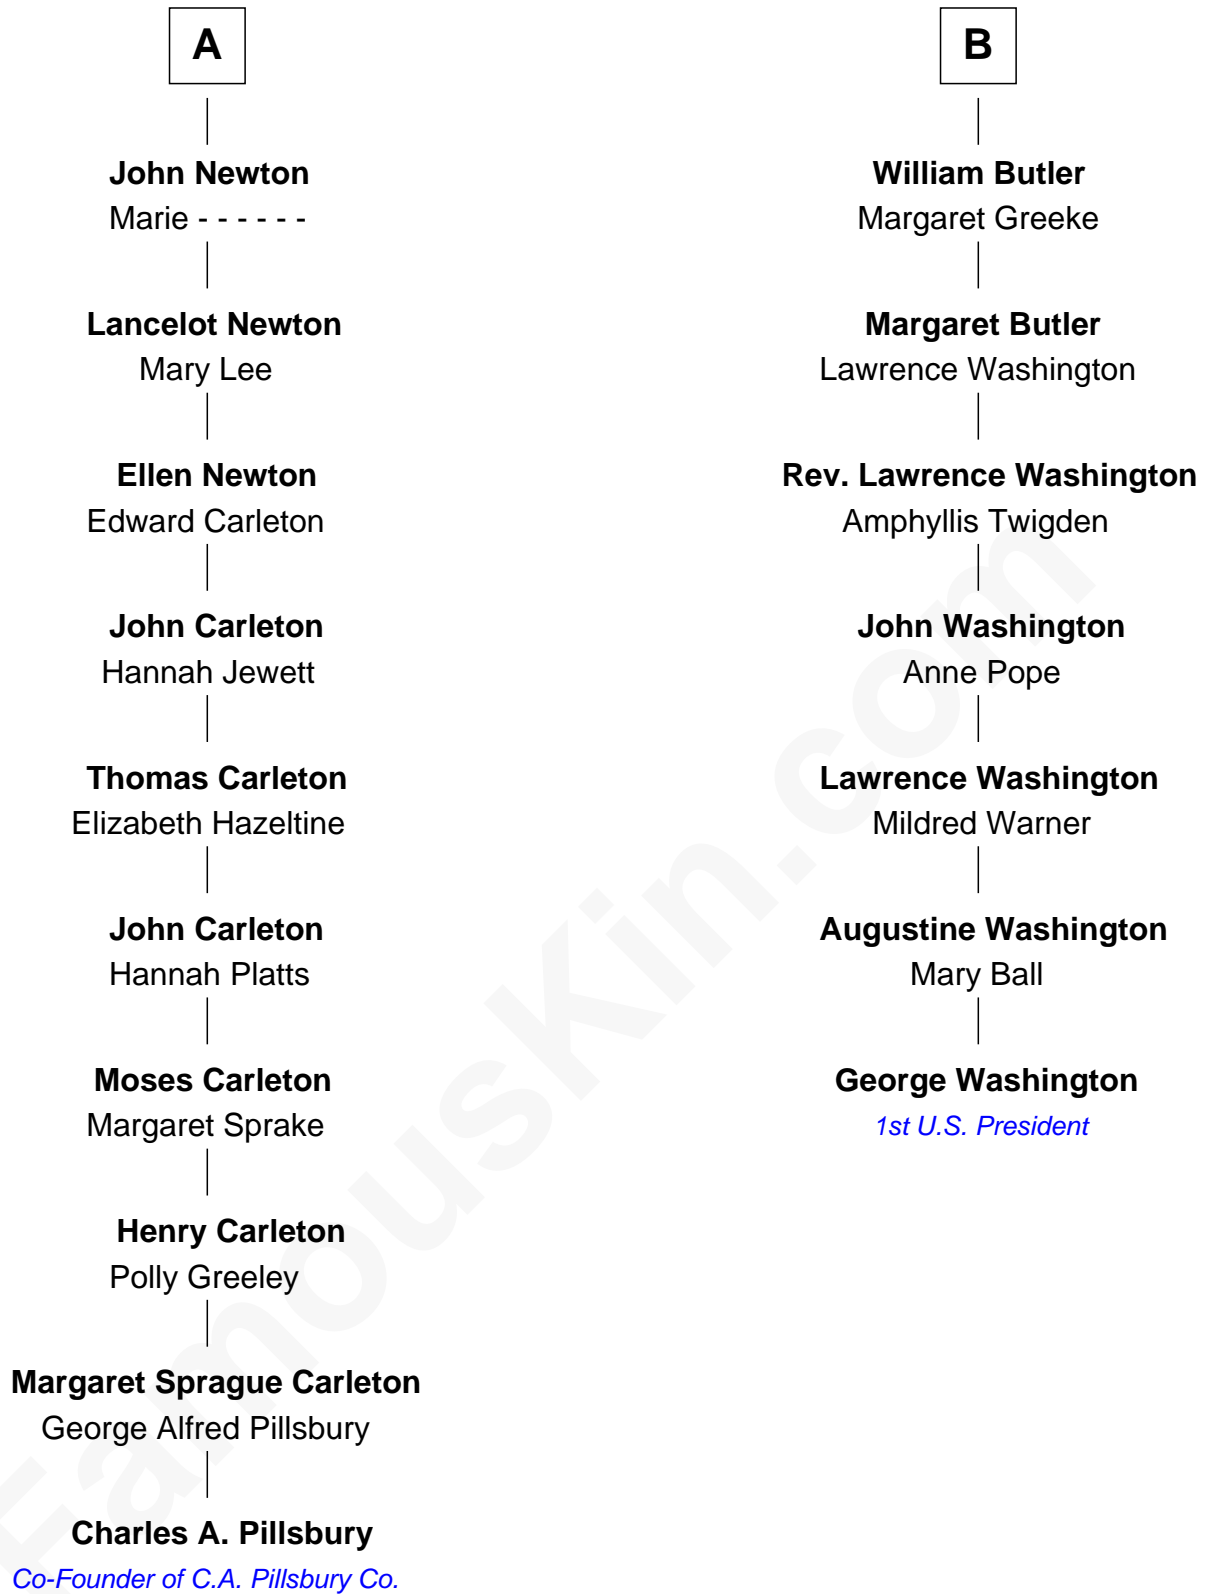 A
John Newton
Marie - - - - - -
Lancelot Newton
Mary Lee
Ellen Newton
Edward Carleton
John Carleton
Hannah Jewett
Thomas Carleton
Elizabeth Hazeltine
John Carleton
Hannah Platts
Moses Carleton
Margaret Sprake
Henry Carleton
Polly Greeley
Margaret Sprague Carleton
George Alfred Pillsbury
Charles A. Pillsbury
Co-Founder of C.A. Pillsbury Co.
B
William Butler
Margaret Greeke
Margaret Butler
Lawrence Washington
Rev. Lawrence Washington
Amphyllis Twigden
John Washington
Anne Pope
Lawrence Washington
Mildred Warner
Augustine Washington
Mary Ball
George Washington
1st U.S. President
FamousKin.com